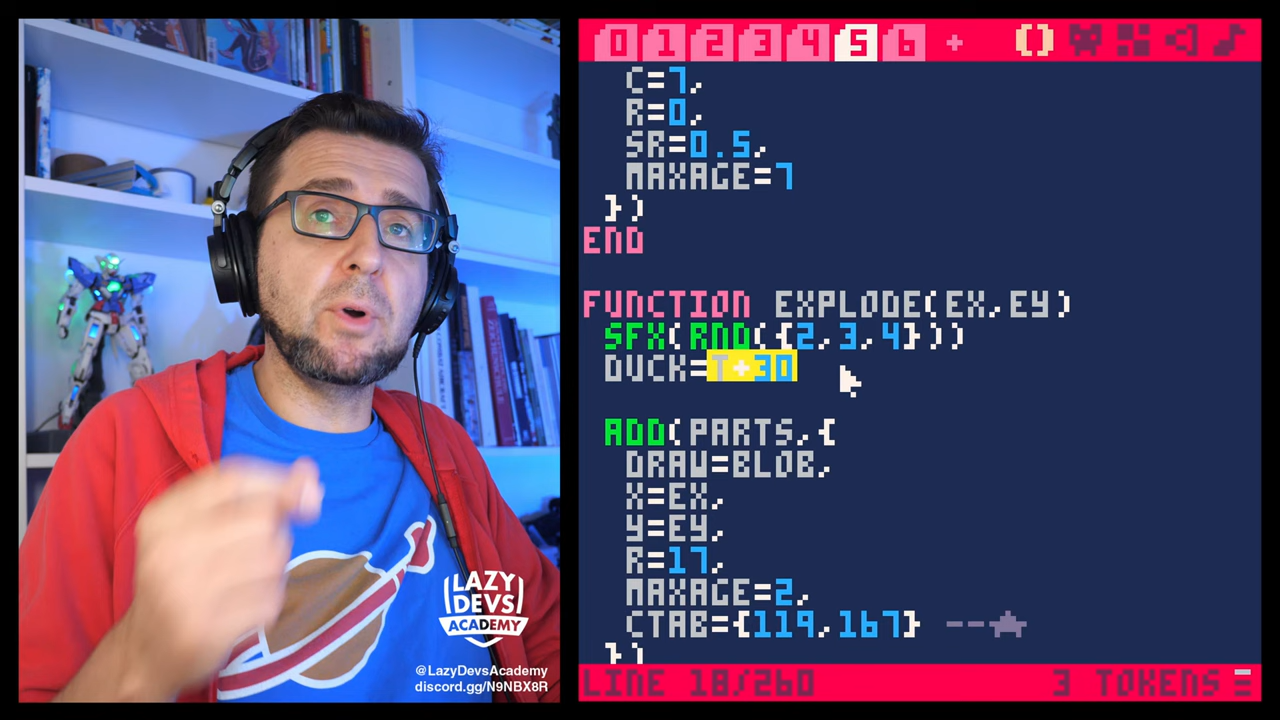 LAZY
DEVS
ACADEMY
@LazyDevsAcademy
discord.gg/N9NBX8R
0 1 2 3 4 5 6 +
C=7,
R=0,
SR=0.5,
MAXAGE=7
})
END
FUNCTION EXPLODE(EX,EY)
SFX(RND({2,3,4}))
DUCK=T+30
ADD(PARTS,{
DRAW=BLOB,
X=EX,
Y=EY,
R=17,
MAXAGE=2,
CTAB={119,167} --
})
LINE 18/260
3 TOKENS